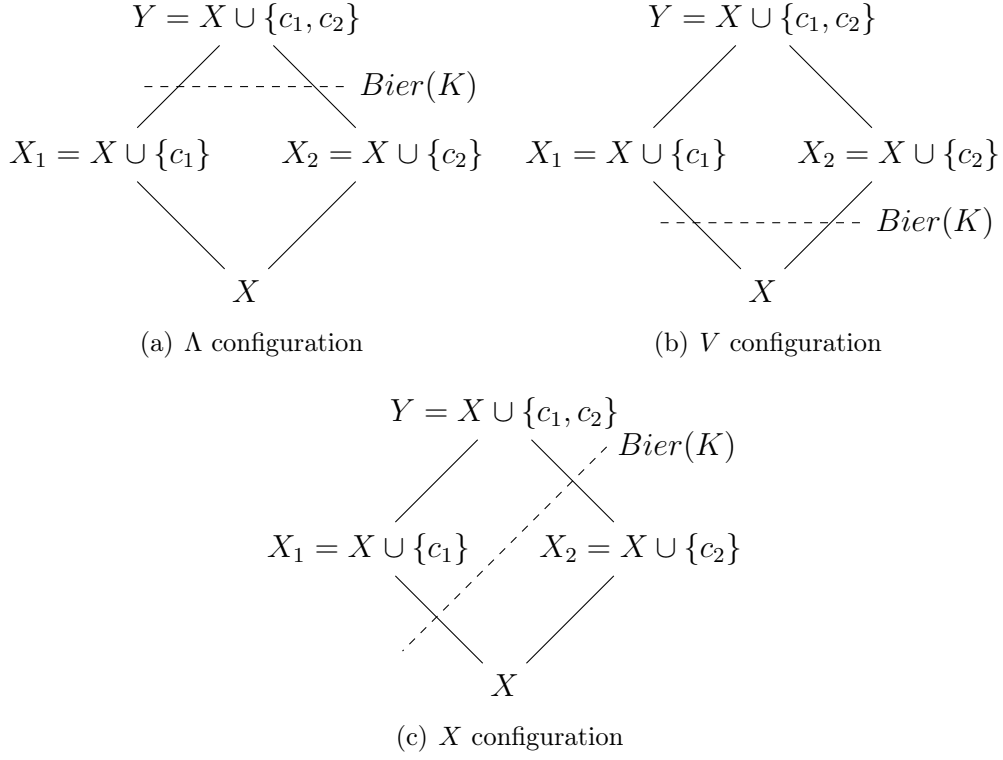 Y = X ∪ {c₁, c₂}
Bier(K)
X₁ = X ∪ {c₁} X₂ = X ∪ {c₂}
X
(a) Λ configuration
Y = X ∪ {c₁, c₂}
X₁ = X ∪ {c₁} X₂ = X ∪ {c₂}
Bier(K)
X
(b) V configuration
Y = X ∪ {c₁, c₂}
Bier(K)
X₁ = X ∪ {c₁} X₂ = X ∪ {c₂}
X
(c) X configuration